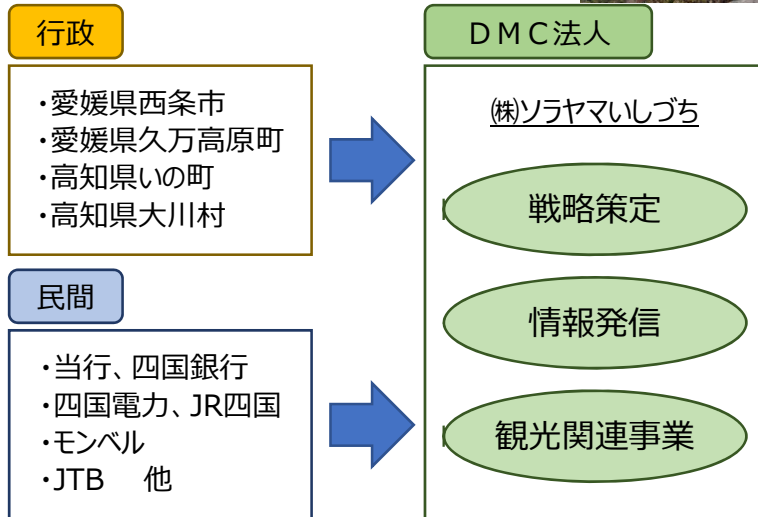 行政
・愛媛県西条市
・愛媛県久万高原町
・高知県いの町
・高知県大川村
民間
・当行、四国銀行
・四国電力、JR四国
・モンベル
・JTB　他
ＤＭＣ法人
㈱ソラヤマいしづち
戦略策定
情報発信
観光関連事業